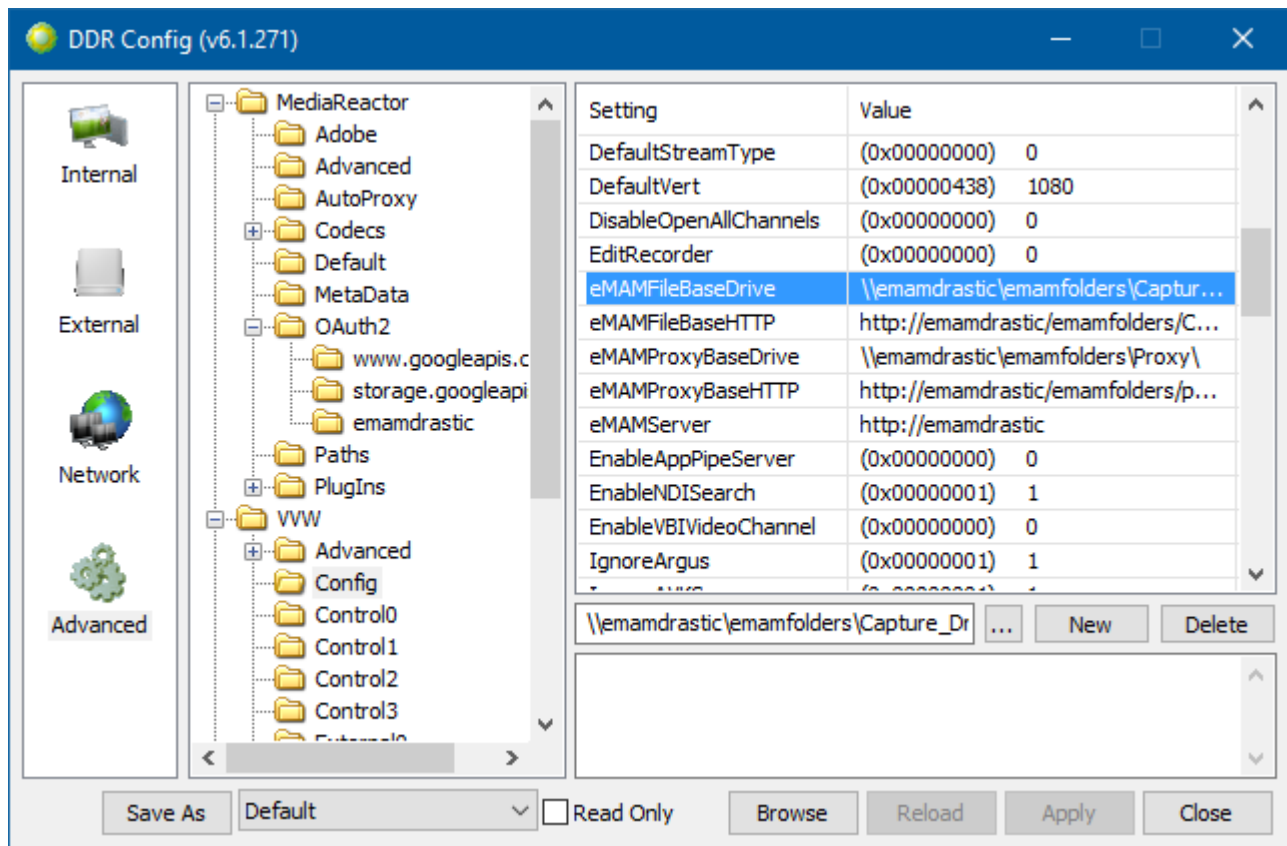 DDR Config (v6.1.271)
Internal
External
Network
Advanced
MediaReactor
Adobe
Advanced
AutoProxy
Codecs
Default
MetaData
OAuth2
www.googleapis.c
storage.googleapi
emamdrastic
Paths
PlugIns
VVW
Advanced
Config
Control0
Control1
Control2
Control3
Setting Value
DefaultStreamType (0x00000000) 0
DefaultVert (0x00000438) 1080
DisableOpenAllChannels (0x00000000) 0
EditRecorder (0x00000000) 0
eMAMFileBaseDrive \\emamdrastic\emamfolders\Captur...
eMAMFileBaseHTTP http://emamdrastic/emamfolders/C...
eMAMProxyBaseDrive \\emamdrastic\emamfolders\Proxy\
eMAMProxyBaseHTTP http://emamdrastic/emamfolders/p...
eMAMServer http://emamdrastic
EnableAppPipeServer (0x00000000) 0
EnableNDISearch (0x00000001) 1
EnableVBIVideoChannel (0x00000000) 0
IgnoreArgus (0x00000001) 1
\\emamdrastic\emamfolders\Capture_Dr ... New Delete
Save As Default Read Only Browse Reload Apply Close